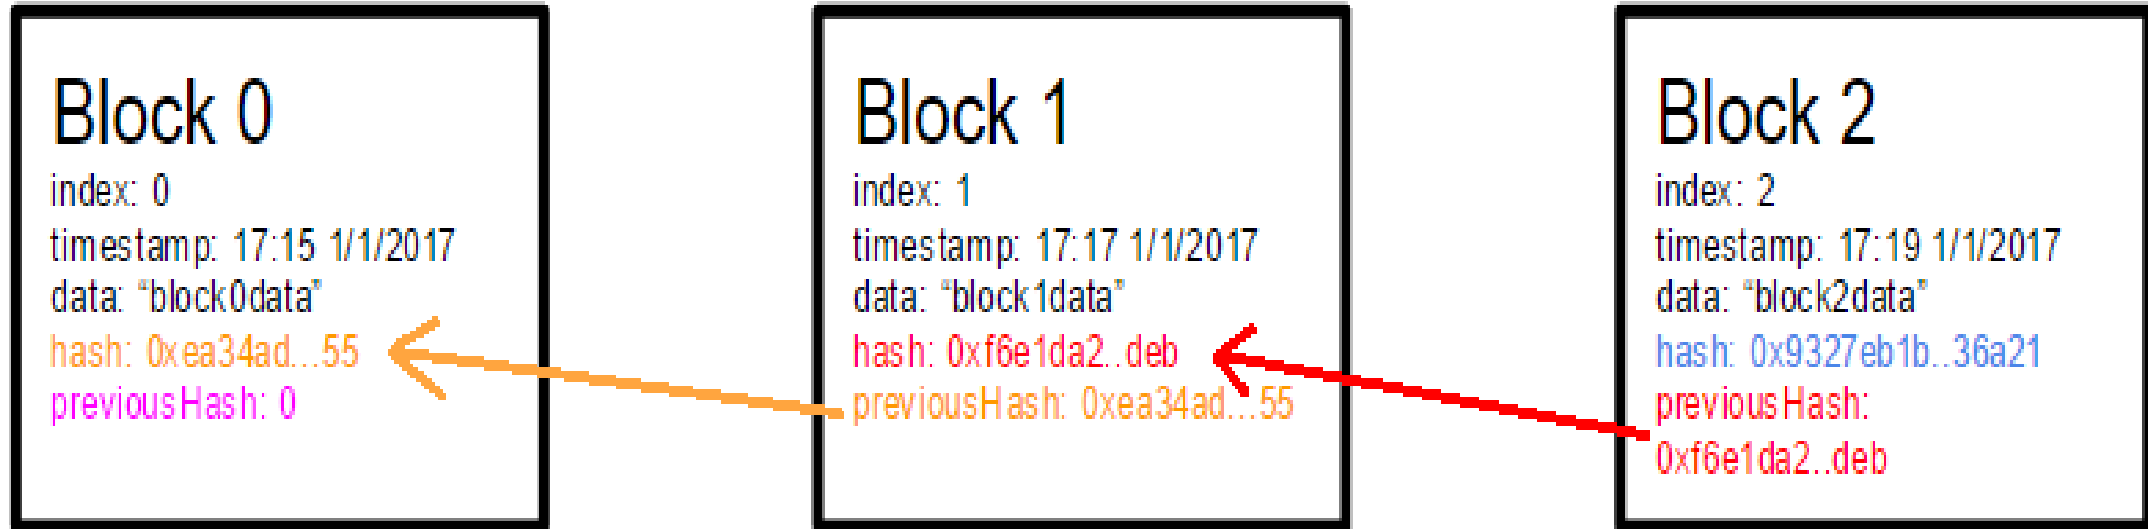 Block 0
index: 0
timestamp: 17:15 1/1/2017
data: “block0data”
hash: 0xea34ad...55
previousHash: 0
Block 1
index: 1
timestamp: 17:17 1/1/2017
data: “block1data”
hash: 0xf6e1da2..deb
previousHash: 0xea34ad...55
Block 2
index: 2
timestamp: 17:19 1/1/2017
data: “block2data”
hash: 0x9327eb1b..36a21
previousHash:
0xf6e1da2..deb